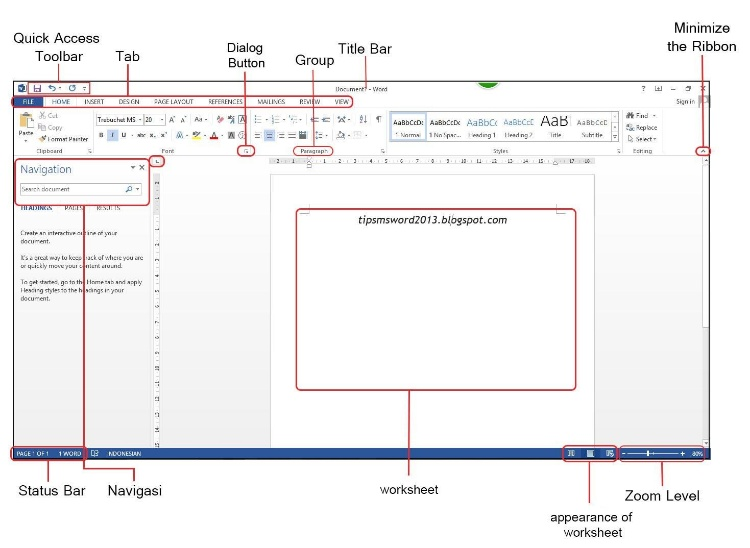 Quick Access
Toolbar
Tab
Dialog
Button
Group
Title Bar
Minimize
the Ribbon
Document1 - Word
FILE HOME INSERT DESIGN PAGE LAYOUT REFERENCES MAILINGS REVIEW VIEW Sign in
Paste
Cut
Copy
Format Painter
Clipboard
Trebuchet MS 20
B I U abc x₂ x²
Font
Paragraph
AaBbCcDc AaBbCcDc AaBbCc AaBbCcD AaB AaBbCcD
¶ Normal ¶ No Spac... Heading 1 Heading 2 Title Subtitle
Styles
Find
Replace
Select
Editing
Navigation
Search document
HEADINGS PAGES RESULTS
Create an interactive outline of your
document.
It's a great way to keep track of where you are
or quickly move your content around.
To get started, go to the Home tab and apply
Heading styles to the headings in your
document.
tipsmsword2013.blogspot.com
PAGE 1 OF 1 1 WORD INDONESIAN 80%
Status Bar
Navigasi
worksheet
appearance of
worksheet
Zoom Level